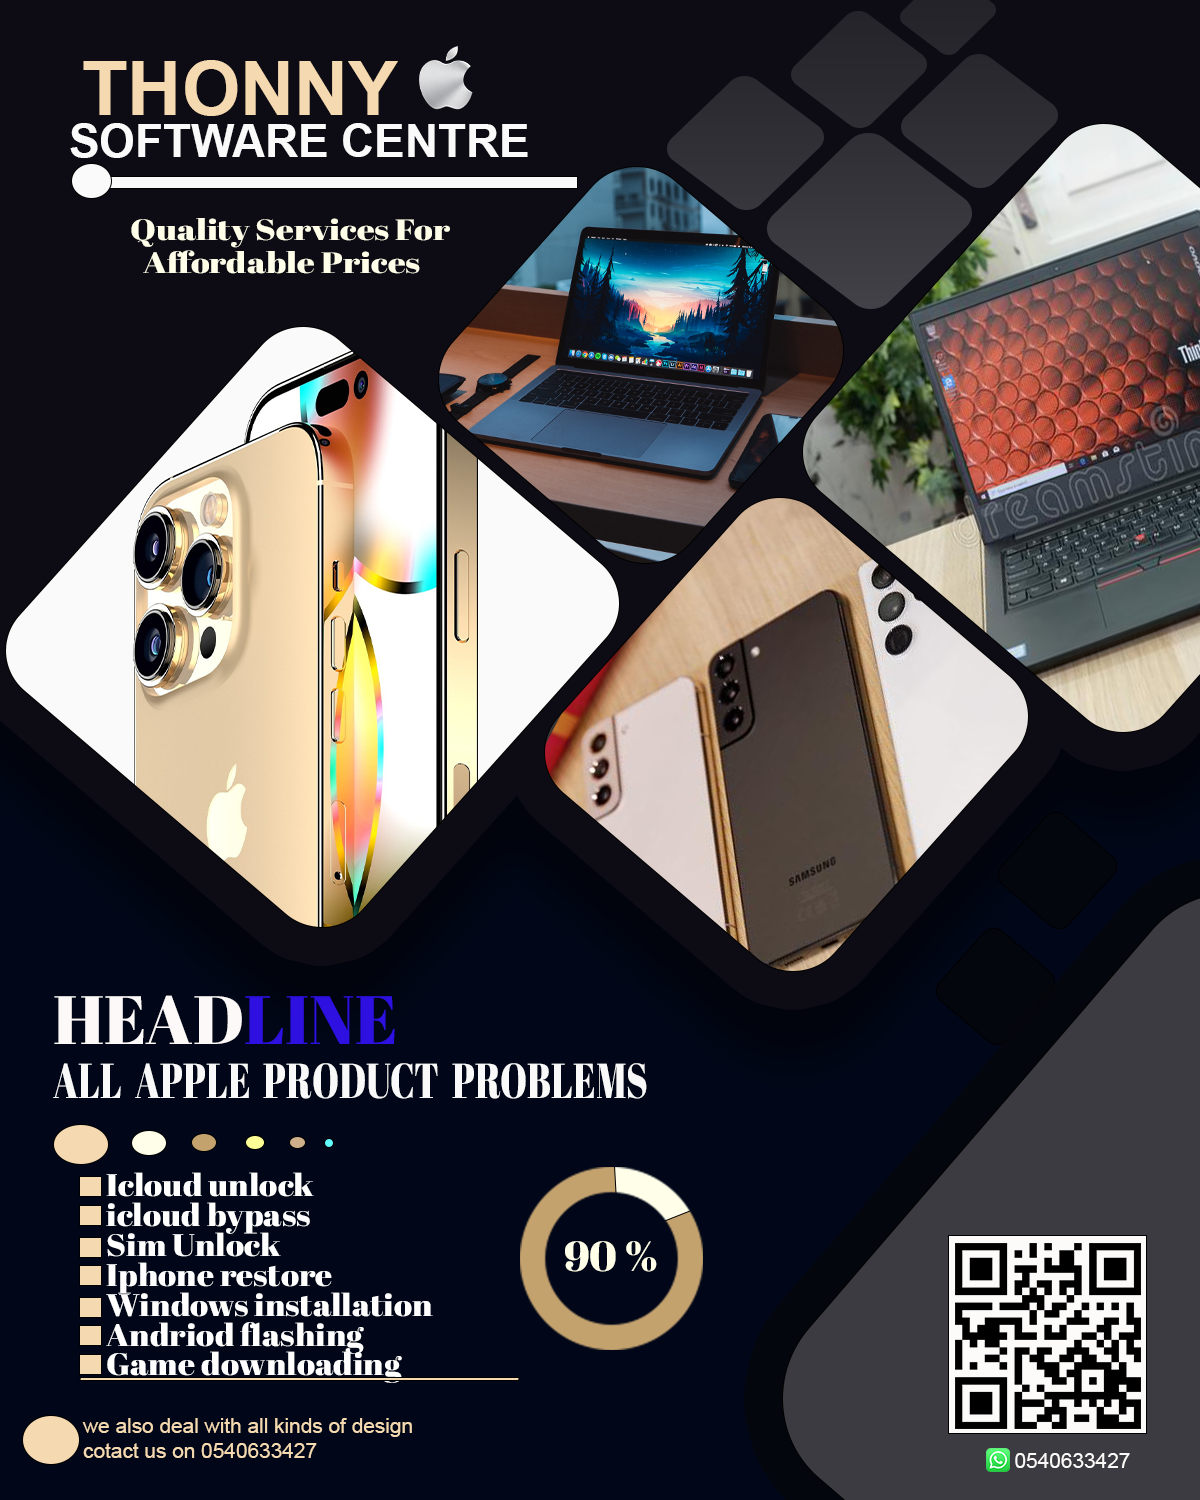 THONNY
SOFTWARE CENTRE
Quality Services For
Affordable Prices
dreamstin
SAMSUNG
HEADLINE
ALL APPLE PRODUCT PROBLEMS
Icloud unlock
icloud bypass
Sim Unlock
Iphone restore
Windows installation
Andriod flashing
Game downloading
90 %
we also deal with all kinds of design
cotact us on 0540633427
0540633427